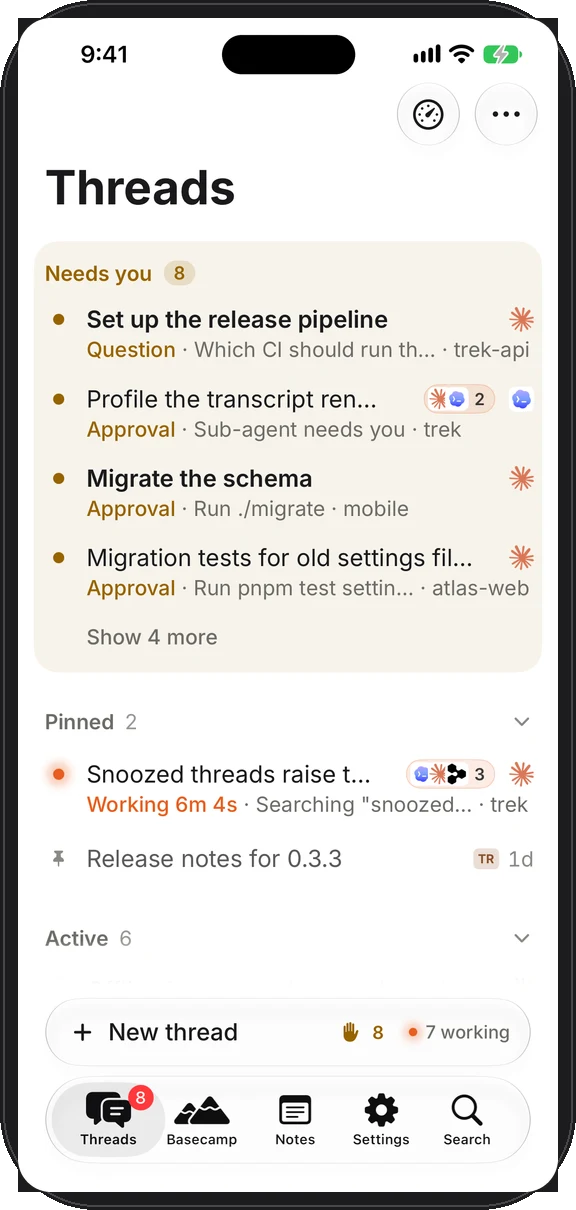 9:41
Threads
Needs you 8
Set up the release pipeline
Question · Which CI should run th... · trek-api
Profile the transcript ren... 2
Approval · Sub-agent needs you · trek
Migrate the schema
Approval · Run ./migrate · mobile
Migration tests for old settings fil...
Approval · Run pnpm test settin... · atlas-web
Show 4 more
Pinned 2
Snoozed threads raise t... 3
Working 6m 4s · Searching "snoozed... · trek
Release notes for 0.3.3 TR 1d
Active 6
+ New thread 8 7 working
8
Threads Basecamp Notes Settings Search